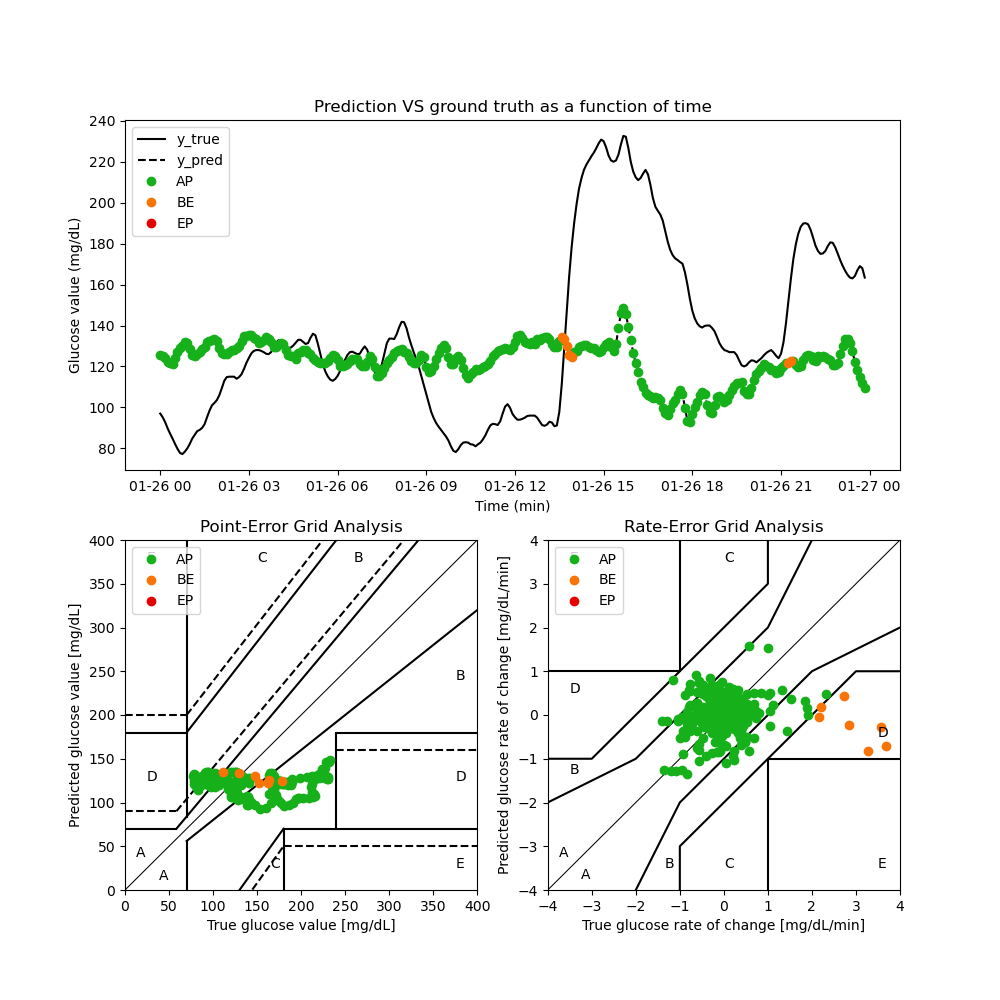 Prediction VS ground truth as a function of time
Glucose value (mg/dL)
240
220
200
180
160
140
120
100
80
y_true
y_pred
AP
BE
EP
01-26 00 01-26 03 01-26 06 01-26 09 01-26 12 01-26 15 01-26 18 01-26 21 01-27 00
Time (min)
Point-Error Grid Analysis
Predicted glucose value [mg/dL]
400
350
300
250
200
150
100
50
0
AP
BE
EP
C
B
B
D
D
A
A
C
E
0 50 100 150 200 250 300 350 400
True glucose value [mg/dL]
Rate-Error Grid Analysis
Predicted glucose rate of change [mg/dL/min]
4
3
2
1
0
−1
−2
−3
−4
AP
BE
EP
C
D
D
B
A
A
B
C
E
−4 −3 −2 −1 0 1 2 3 4
True glucose rate of change [mg/dL/min]